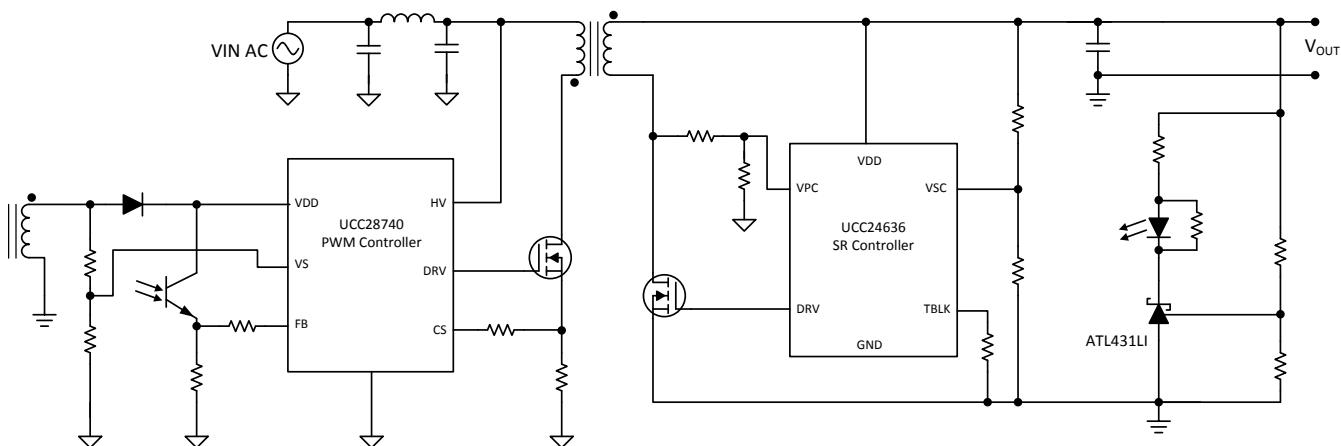 VIN AC
VOUT
VDD
HV
UCC28740
PWM Controller
VS
DRV
FB
CS
VDD
VPC
VSC
UCC24636
SR Controller
DRV
TBLK
GND
ATL431LI